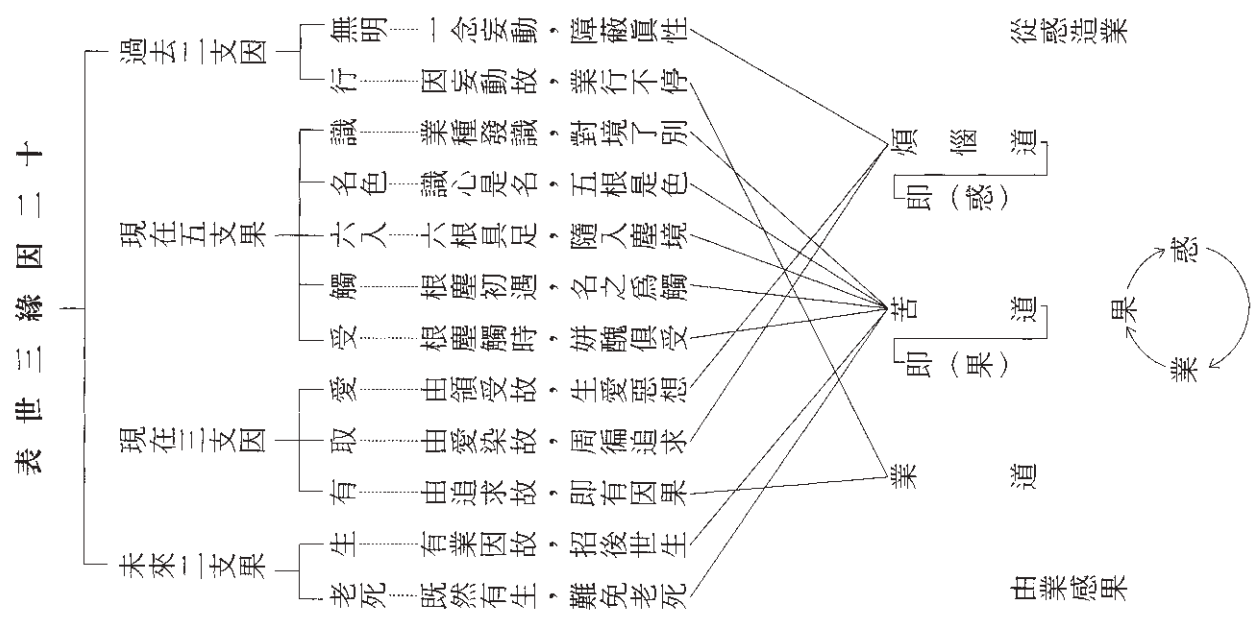 十二因緣三世表
過去二支因
無明……一念妄動，障蔽眞性
行……因妄動故，業行不停
現在五支果
識……業種發識，對境了別
名色……識心是名，五根是色
六入……六根具足，隨入塵境
觸……根塵初遇，名之爲觸
受……根塵觸時，姸醜俱受
現在三支因
愛……由領受故，生愛惡想
取……由愛染故，周徧追求
有……由追求故，即有因果
未來二支果
生……有業因故，招後世生
老死……既然有生，難免老死
煩惱道
即（惑）
苦道
即（果）
業道
從惑造業
惑
業
果
由業感果